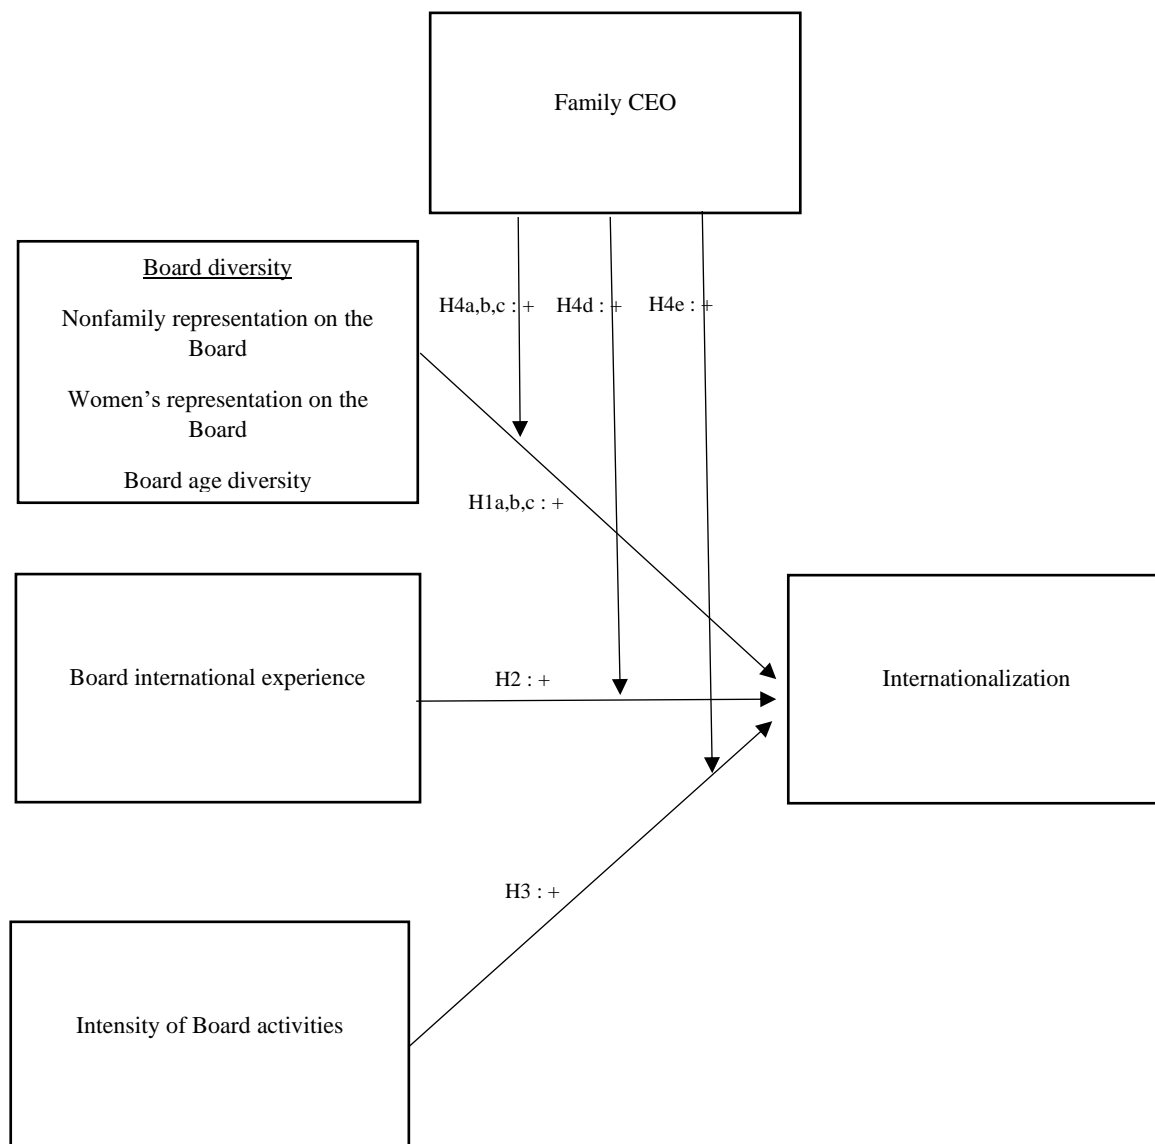 Family CEO
Board diversity
Nonfamily representation on the
Board
Women’s representation on the
Board
Board age diversity
H4a,b,c : +
H4d : +
H4e : +
H1a,b,c : +
Board international experience
H2 : +
Internationalization
H3 : +
Intensity of Board activities